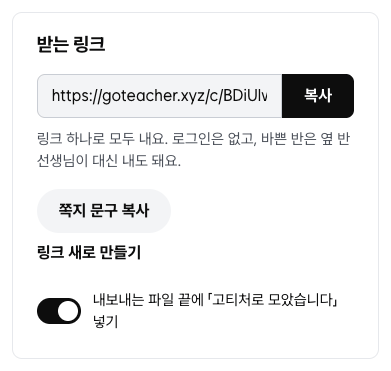 받는 링크
https://goteacher.xyz/c/BDiUlv 복사
링크 하나로 모두 내요. 로그인은 없고, 바쁜 반은 옆 반
선생님이 대신 내도 돼요.
쪽지 문구 복사
링크 새로 만들기
내보내는 파일 끝에 「고티처로 모았습니다」
넣기